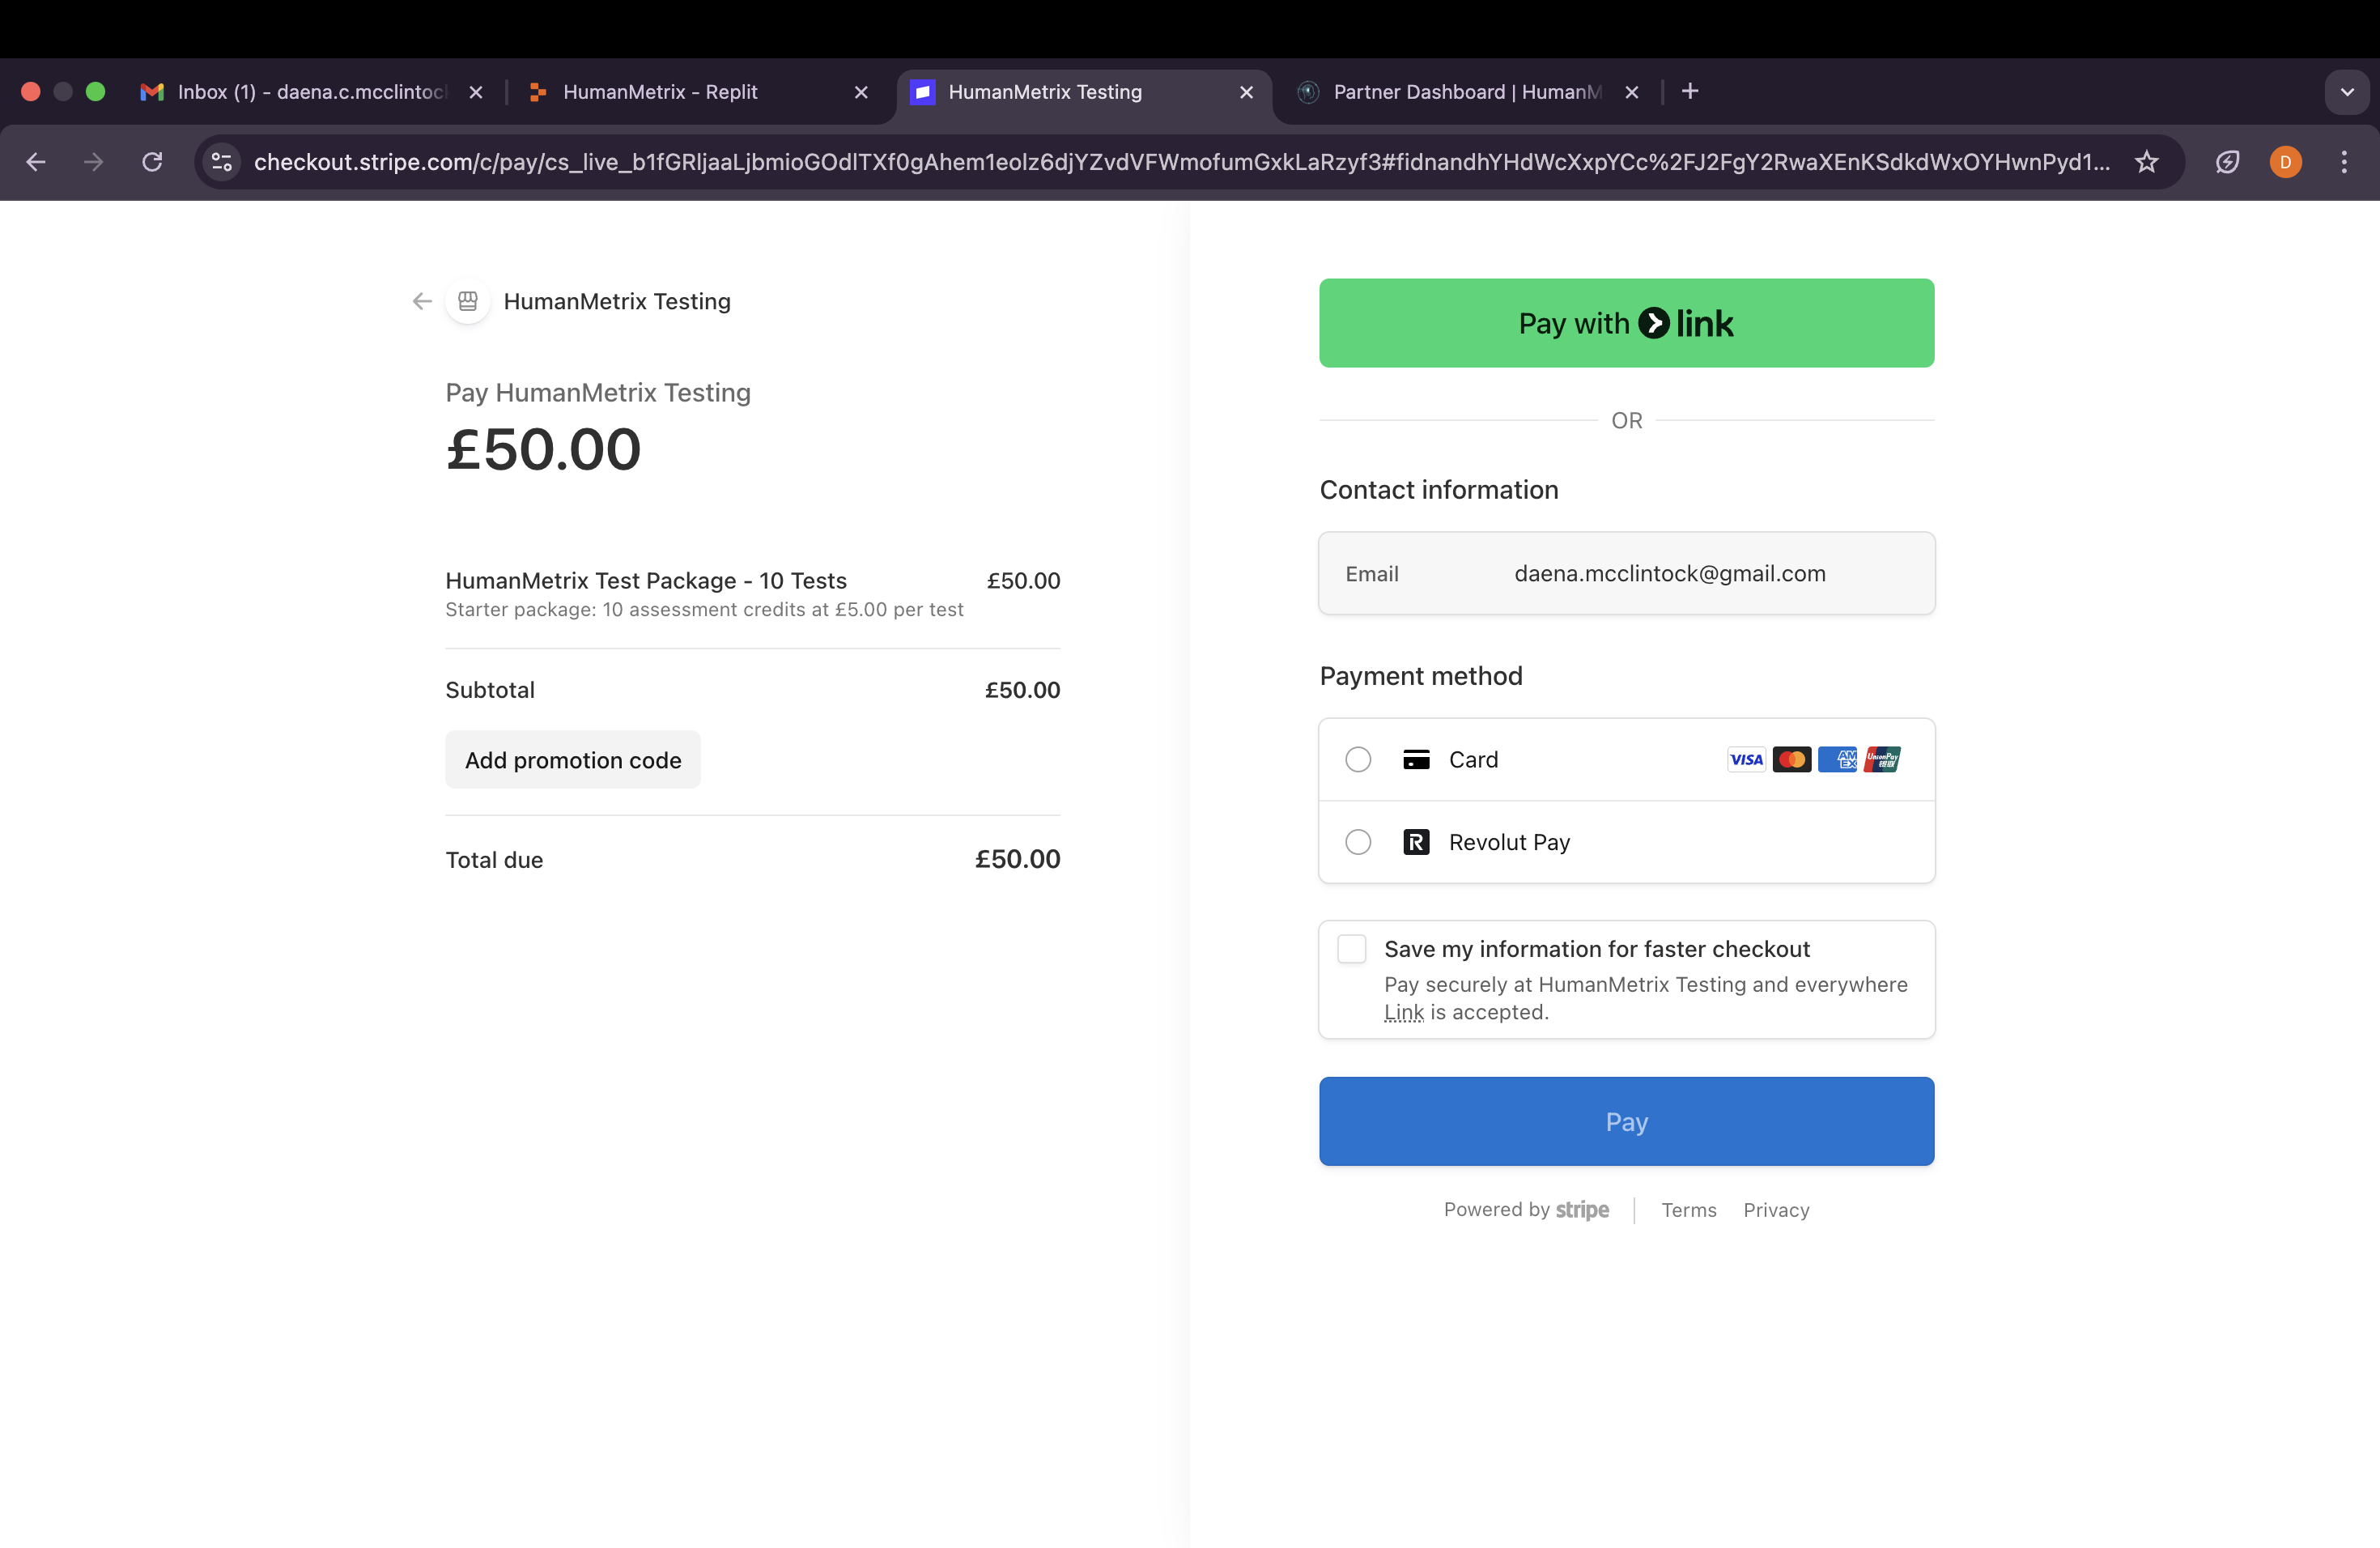 Inbox (1) - daena.c.mcclintoc
HumanMetrix - Replit
HumanMetrix Testing
Partner Dashboard | HumanM
checkout.stripe.com/c/pay/cs_live_b1fGRljaaLjbmioGOdlTXf0gAhem1eolz6djYZvdVFWmofumGxkLaRzyf3#fidnandhYHdWcXxpYCc%2FJ2FgY2RwaXEnKSdkdWxOYHwnPyd1...
D
HumanMetrix Testing
Pay HumanMetrix Testing
£50.00
HumanMetrix Test Package - 10 Tests £50.00
Starter package: 10 assessment credits at £5.00 per test
Subtotal £50.00
Add promotion code
Total due £50.00
Pay with link
OR
Contact information
Email daena.mcclintock@gmail.com
Payment method
Card VISA AMEX UnionPay 银联
Revolut Pay
Save my information for faster checkout
Pay securely at HumanMetrix Testing and everywhere
Link is accepted.
Pay
Powered by stripe Terms Privacy